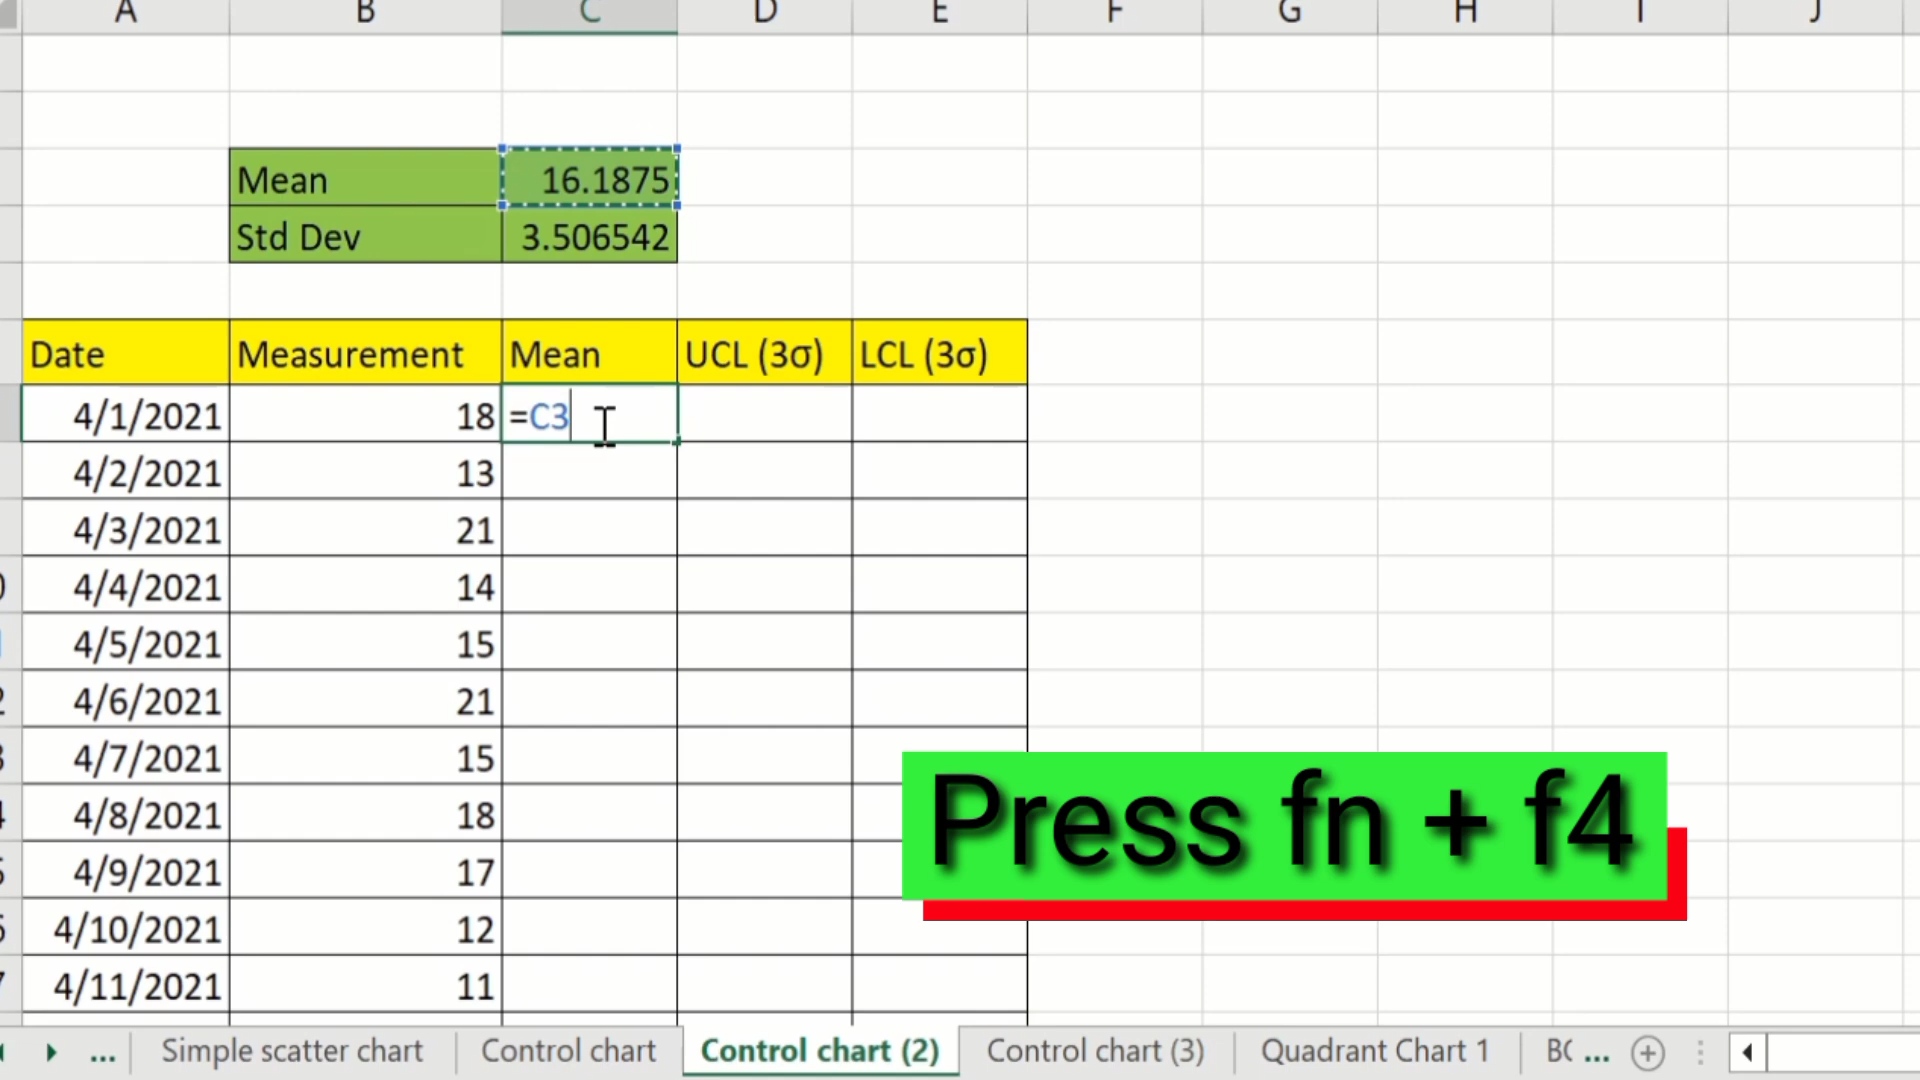 A B C D E F G H I J
Mean 16.1875
Std Dev 3.506542
Date Measurement Mean UCL (3σ) LCL (3σ)
4/1/2021 18 =C3
4/2/2021 13
4/3/2021 21
4/4/2021 14
4/5/2021 15
4/6/2021 21
4/7/2021 15
4/8/2021 18
4/9/2021 17
4/10/2021 12
4/11/2021 11
Press fn + f4
... Simple scatter chart Control chart Control chart (2) Control chart (3) Quadrant Chart 1 ...